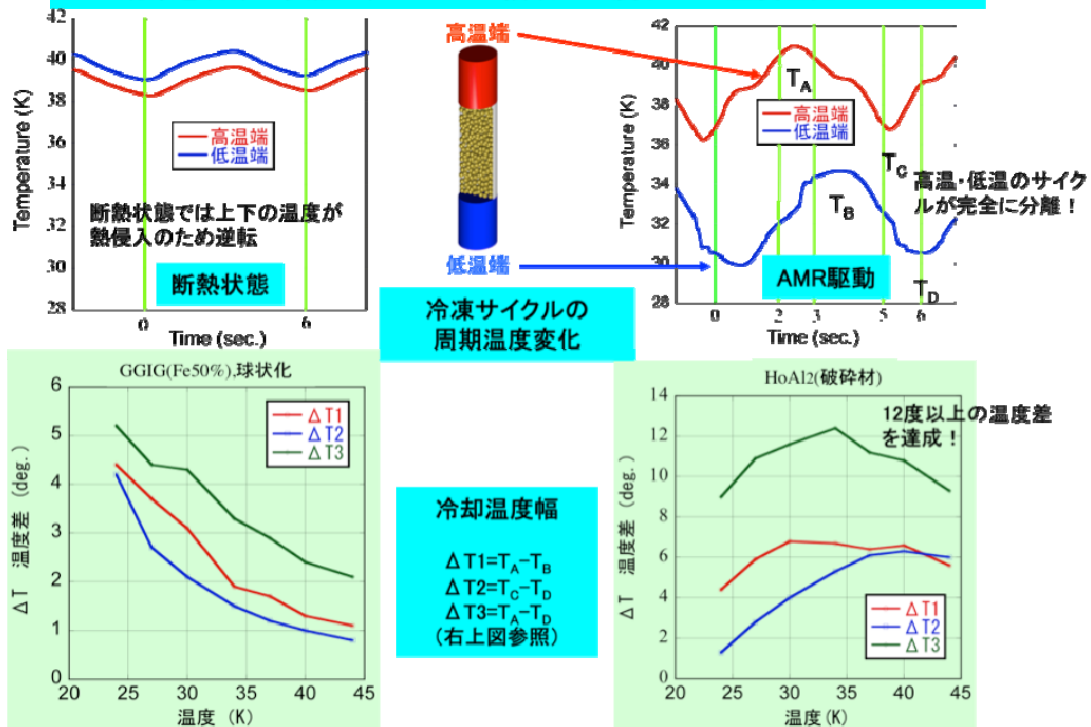 42
40
38
36
34
32
30
28
Temperature (K)
高温端
低温端
断熱状態では上下の温度が
熱侵入のため逆転
断熱状態
0
6
Time (sec.)
高温端
低温端
冷凍サイクルの
周期温度変化
42
40
38
36
34
32
30
28
Temperature (K)
T_A
高温端
低温端
T_C
T_B
高温・低温のサイク
ルが完全に分離！
AMR駆動
T_D
0
2
3
5
6
Time (sec.)
GGIG(Fe50%),球状化
6
5
4
3
2
1
0
ΔT 温度差 (deg.)
ΔT1
ΔT2
ΔT3
20
25
30
35
40
45
温度 (K)
冷却温度幅
ΔT1=T_A-T_B
ΔT2=T_C-T_D
ΔT3=T_A-T_D
(右上図参照)
HoAl2(破砕材)
14
12
10
8
6
4
2
0
ΔT 温度差 (deg.)
12度以上の温度差
を達成！
ΔT1
ΔT2
ΔT3
20
25
30
35
40
45
温度 (K)